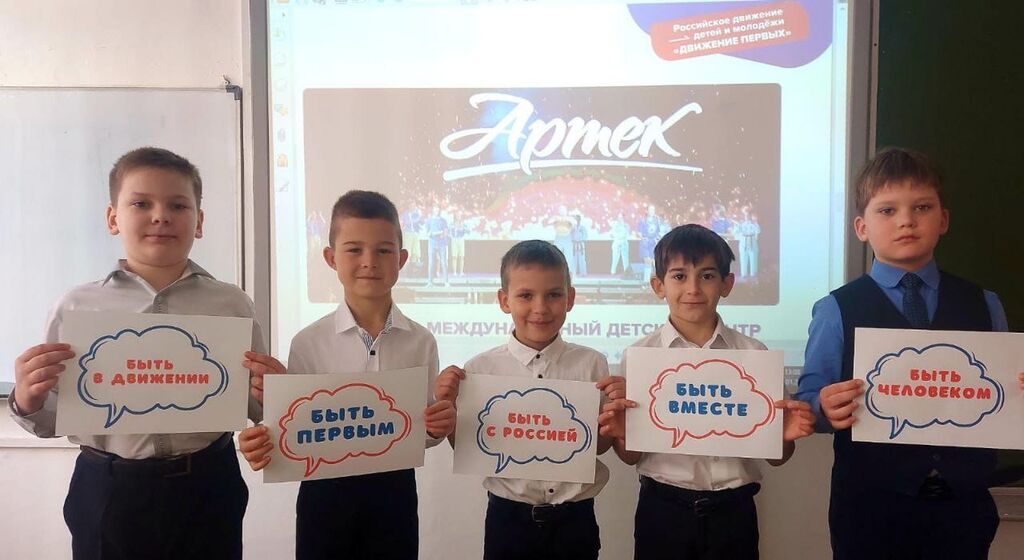 Российское движение
детей и молодёжи
«ДВИЖЕНИЕ ПЕРВЫХ»
Артек
БЫТЬ
В ДВИЖЕНИИ
БЫТЬ
ПЕРВЫМ
БЫТЬ
С РОССИЕЙ
БЫТЬ
ВМЕСТЕ
БЫТЬ
ЧЕЛОВЕКОМ